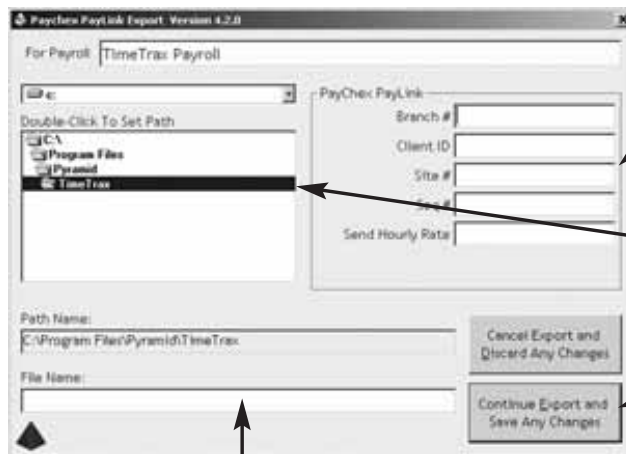 Paychex PayLink Export Version 4.2.0
For Payroll TimeTrax Payroll
c:
Double-Click To Set Path
C:\
Program Files
Pyramid
TimeTrax
PayChex PayLink
Branch #
Client ID
Site #
Seq #
Send Hourly Rate
Path Name:
C:\Program Files\Pyramid\TimeTrax
File Name:
Cancel Export and
Discard Any Changes
Continue Export and
Save Any Changes